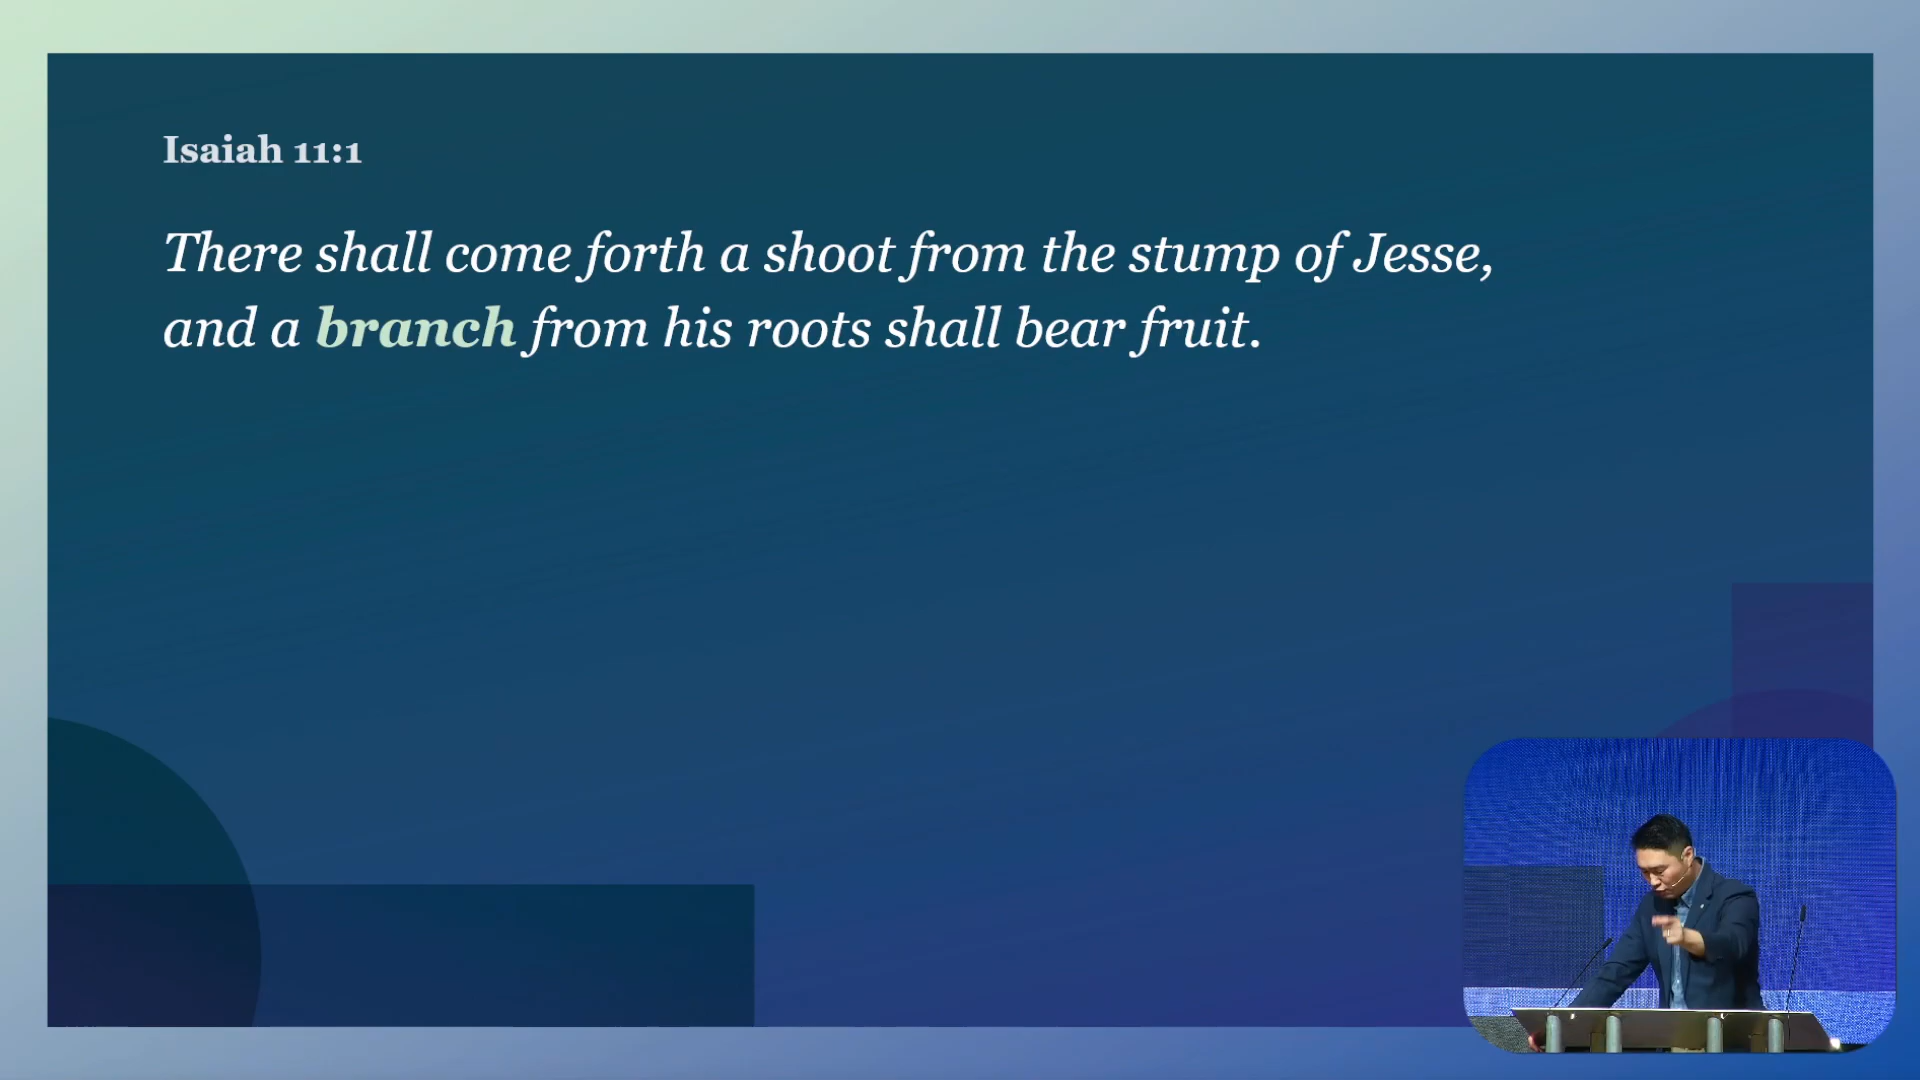 Isaiah 11:1
There shall come forth a shoot from the stump of Jesse,
and a branch from his roots shall bear fruit.